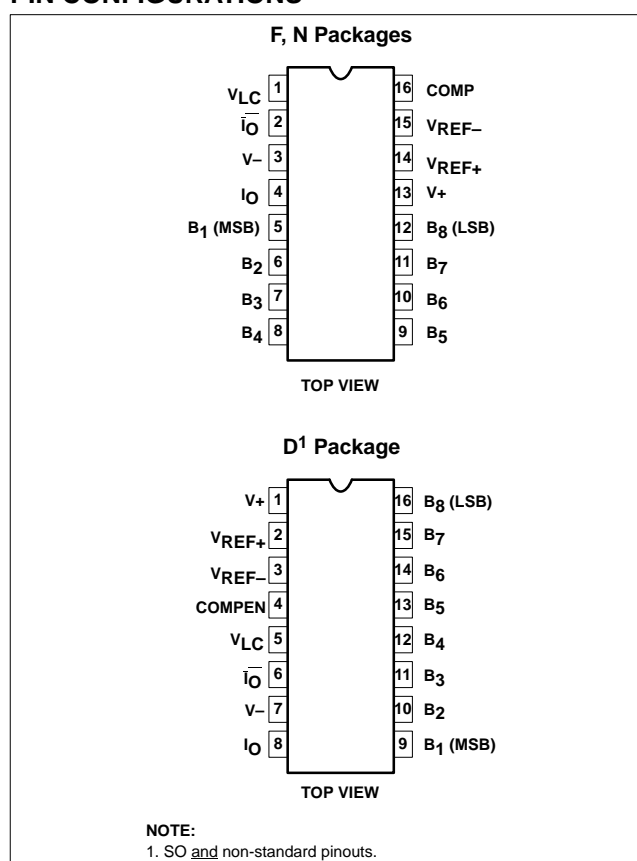 PIN CONFIGURATIONS
F, N Packages
VLC 1 16 COMP
IO 2 15 VREF–
V– 3 14 VREF+
IO 4 13 V+
B1 (MSB) 5 12 B8 (LSB)
B2 6 11 B7
B3 7 10 B6
B4 8 9 B5
TOP VIEW
D1 Package
V+ 1 16 B8 (LSB)
VREF+ 2 15 B7
VREF– 3 14 B6
COMPEN 4 13 B5
VLC 5 12 B4
IO 6 11 B3
V– 7 10 B2
IO 8 9 B1 (MSB)
TOP VIEW
NOTE:
1. SO and non-standard pinouts.